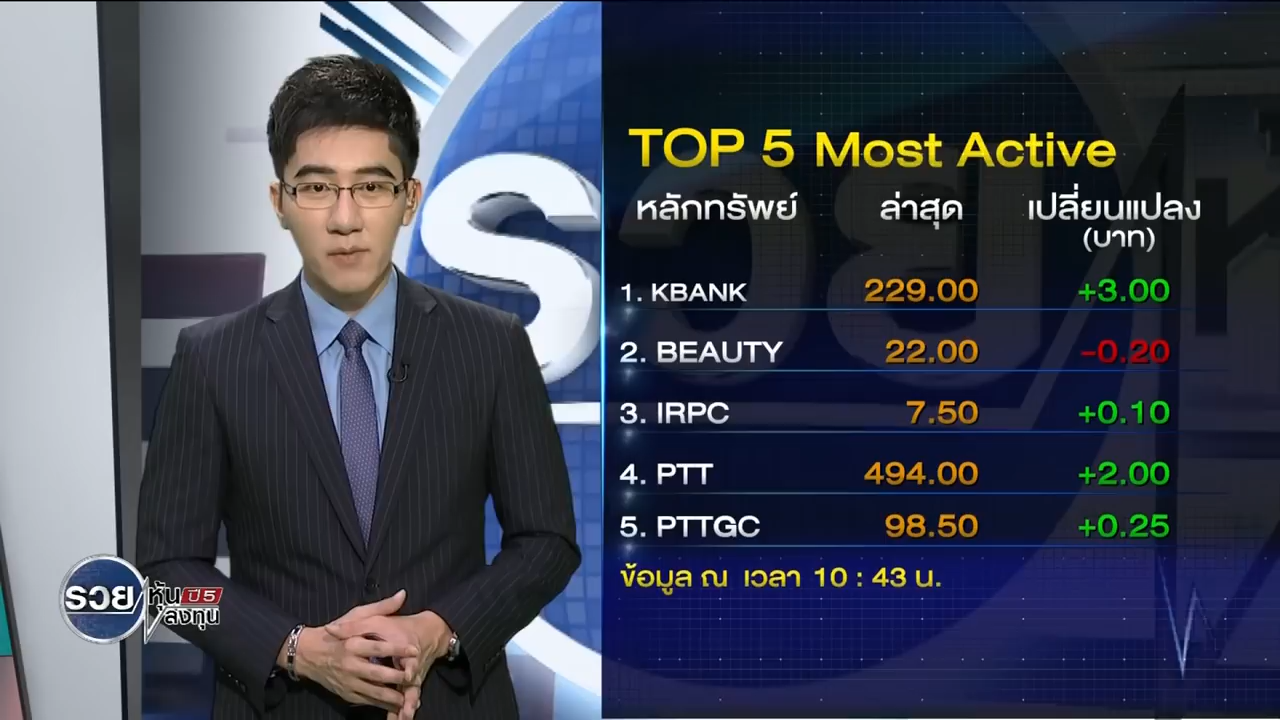 TOP 5 Most Active
หลักทรัพย์ ล่าสุด เปลี่ยนแปลง
(บาท)
1. KBANK 229.00 +3.00
2. BEAUTY 22.00 -0.20
3. IRPC 7.50 +0.10
4. PTT 494.00 +2.00
5. PTTGC 98.50 +0.25
ข้อมูล ณ เวลา 10 : 43 น.
รวย หุ้น ปี 5
ลงทุน